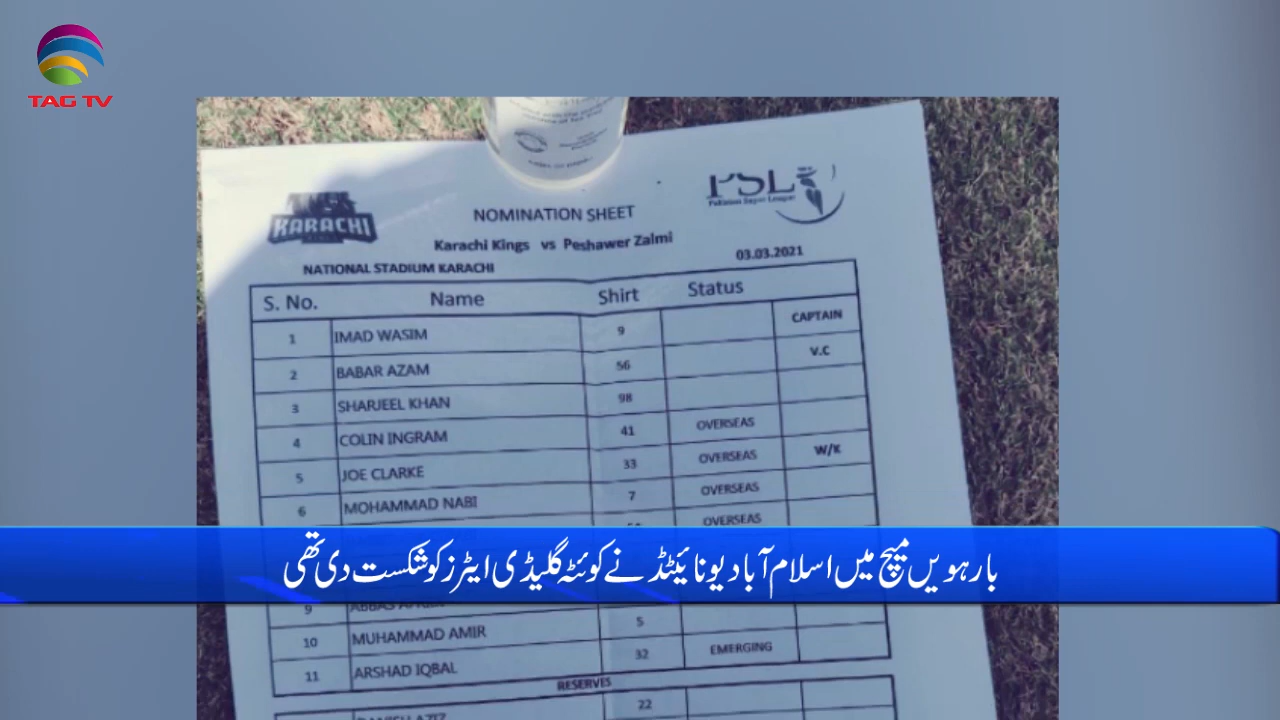 TAG TV
KARACHI
NOMINATION SHEET
PSL
Pakistan Super League
Karachi Kings vs Peshawer Zalmi
NATIONAL STADIUM KARACHI
03.03.2021
S. No. Name Shirt Status
1 IMAD WASIM 9 CAPTAIN
2 BABAR AZAM 56 V.C
3 SHARJEEL KHAN 98
4 COLIN INGRAM 41 OVERSEAS
5 JOE CLARKE 33 OVERSEAS W/K
6 MOHAMMAD NABI 7 OVERSEAS
OVERSEAS
بارہویں میچ میں اسلام آباد یونائیٹڈ نے کوئٹہ گلیڈی ایٹرز کو شکست دی تھی
9 ABBAS
10 MUHAMMAD AMIR 5
11 ARSHAD IQBAL 32 EMERGING
RESERVES
22